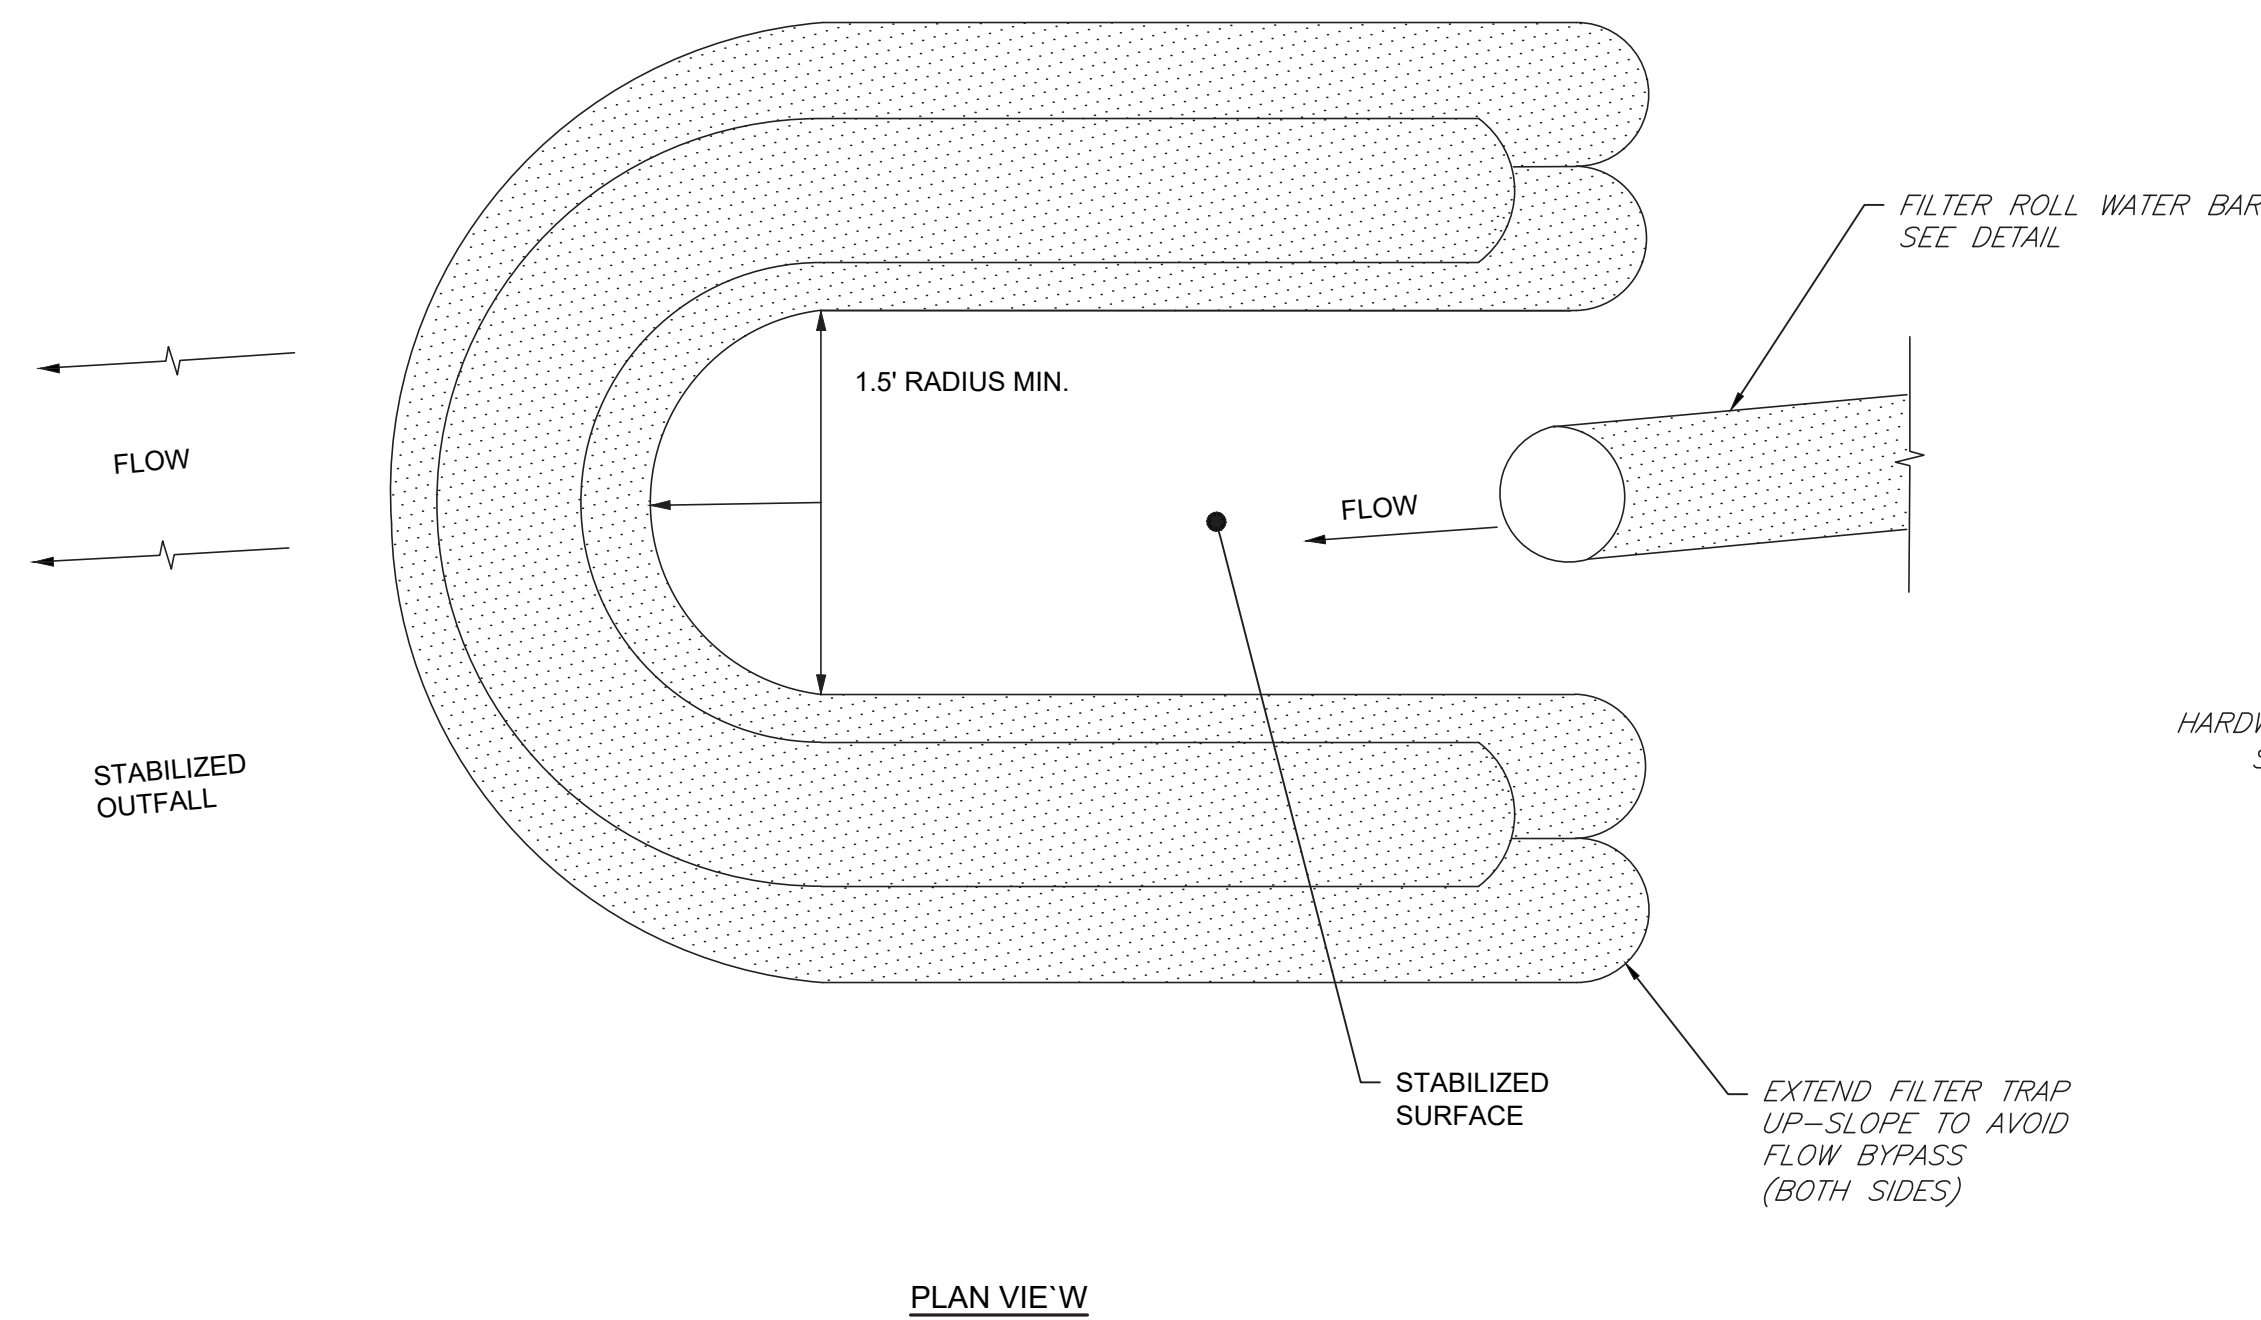 FILTER ROLL WATER BAR
SEE DETAIL
1.5' RADIUS MIN.
FLOW
FLOW
STABILIZED
OUTFALL
STABILIZED
SURFACE
EXTEND FILTER TRAP
UP-SLOPE TO AVOID
FLOW BYPASS
(BOTH SIDES)
PLAN VIE`W